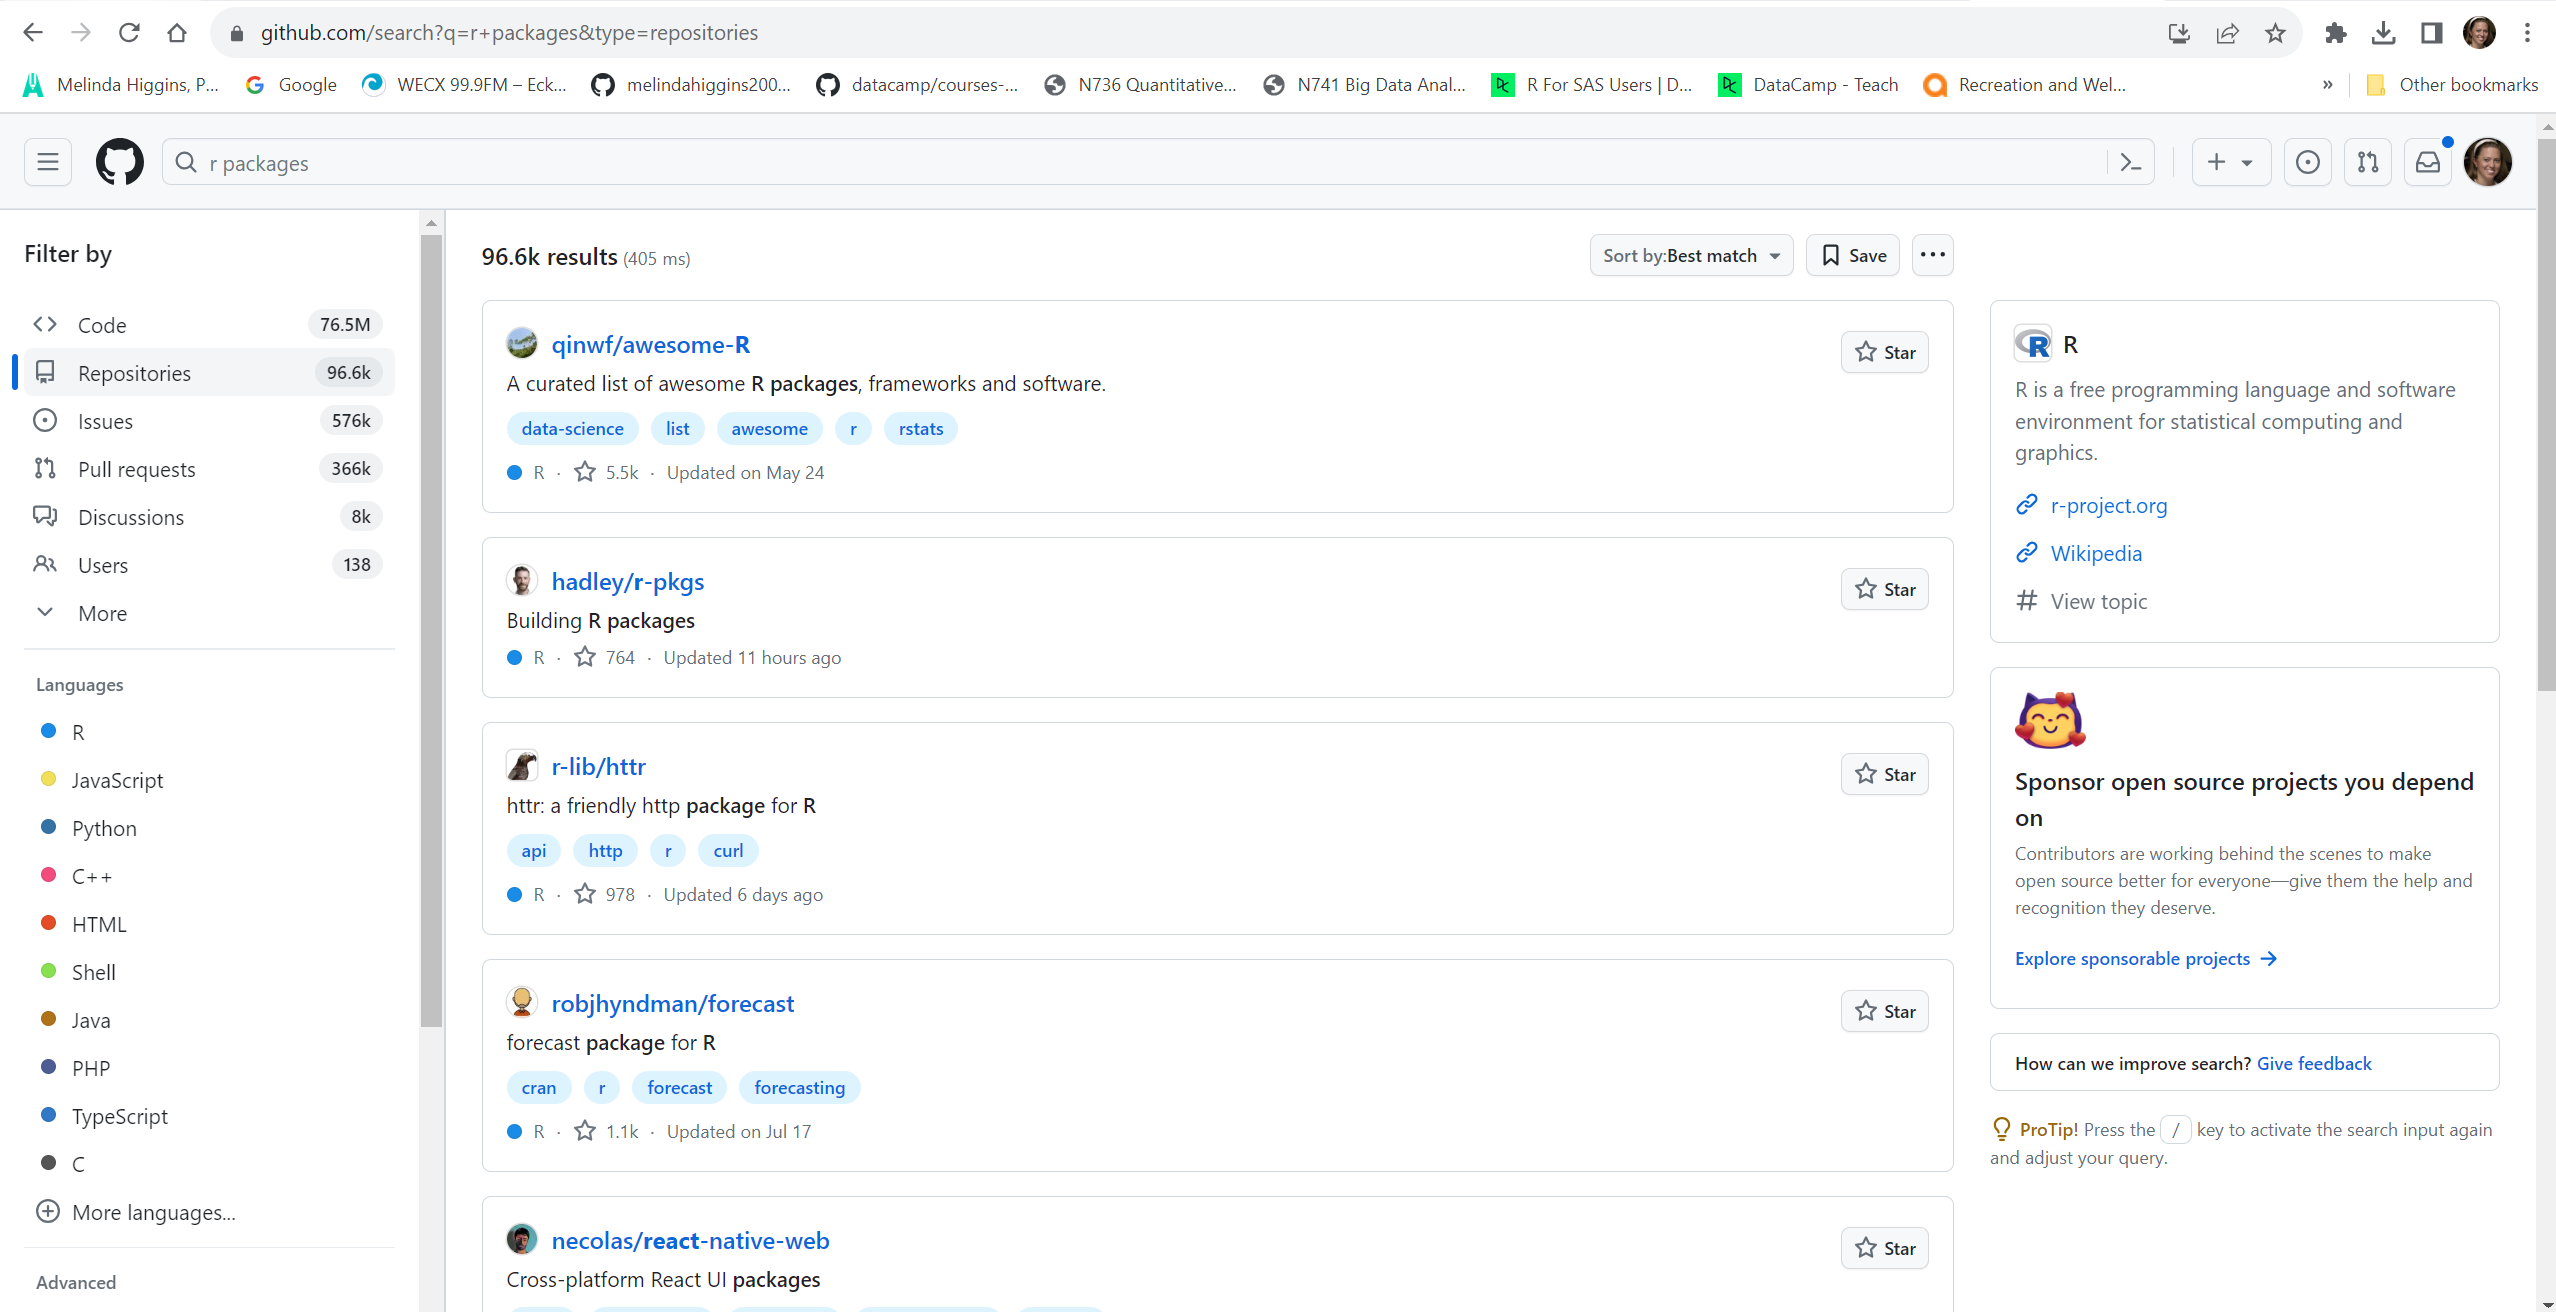 github.com/search?q=r+packages&type=repositories
Melinda Higgins, P...
Google
WECX 99.9FM – Eck...
melindahiggins200...
datacamp/courses-...
N736 Quantitative...
N741 Big Data Anal...
R For SAS Users | D...
DataCamp - Teach
Recreation and Wel...
»
Other bookmarks
r packages
Filter by
Code 76.5M
Repositories 96.6k
Issues 576k
Pull requests 366k
Discussions 8k
Users 138
More
Languages
R
JavaScript
Python
C++
HTML
Shell
Java
PHP
TypeScript
C
More languages...
Advanced
96.6k results (405 ms)
Sort by:Best match
Save
qinwf/awesome-R
Star
A curated list of awesome R packages, frameworks and software.
data-science list awesome r rstats
R · 5.5k · Updated on May 24
hadley/r-pkgs
Star
Building R packages
R · 764 · Updated 11 hours ago
r-lib/httr
Star
httr: a friendly http package for R
api http r curl
R · 978 · Updated 6 days ago
robjhyndman/forecast
Star
forecast package for R
cran r forecast forecasting
R · 1.1k · Updated on Jul 17
necolas/react-native-web
Star
Cross-platform React UI packages
R
R is a free programming language and software
environment for statistical computing and
graphics.
r-project.org
Wikipedia
# View topic
Sponsor open source projects you depend
on
Contributors are working behind the scenes to make
open source better for everyone—give them the help and
recognition they deserve.
Explore sponsorable projects →
How can we improve search? Give feedback
ProTip! Press the / key to activate the search input again
and adjust your query.